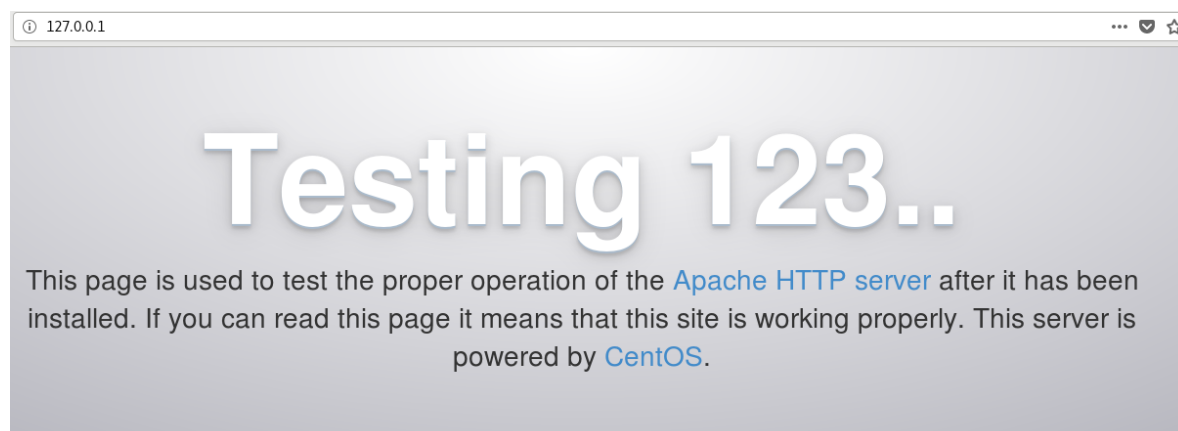 127.0.0.1
Testing 123..
This page is used to test the proper operation of the Apache HTTP server after it has been
installed. If you can read this page it means that this site is working properly. This server is
powered by CentOS.